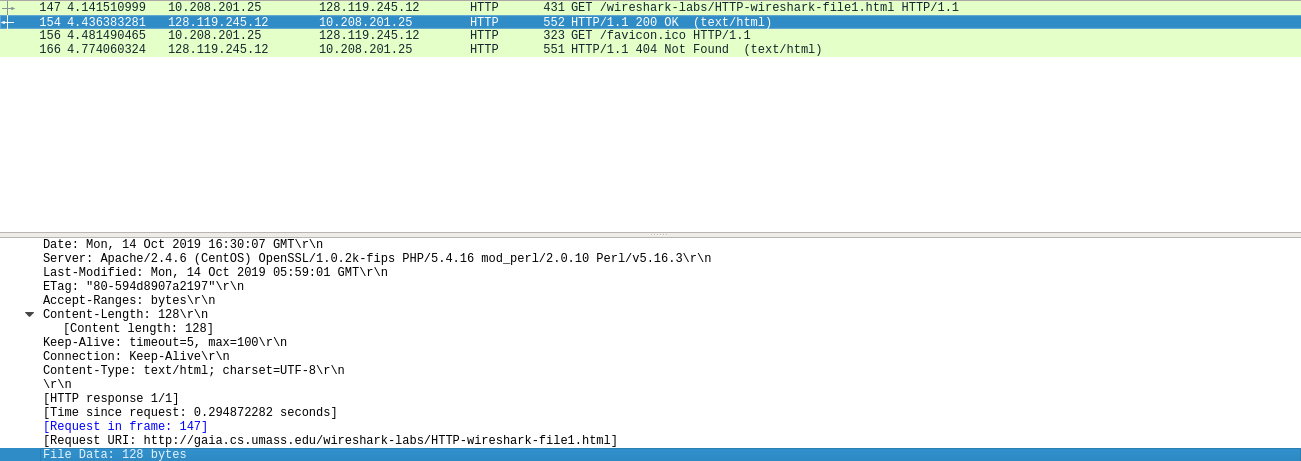 147 4.141510999 10.208.201.25 128.119.245.12 HTTP 431 GET /wireshark-labs/HTTP-wireshark-file1.html HTTP/1.1
154 4.436383281 128.119.245.12 10.208.201.25 HTTP 552 HTTP/1.1 200 OK (text/html)
156 4.481490465 10.208.201.25 128.119.245.12 HTTP 323 GET /favicon.ico HTTP/1.1
166 4.774060324 128.119.245.12 10.208.201.25 HTTP 551 HTTP/1.1 404 Not Found (text/html)
Date: Mon, 14 Oct 2019 16:30:07 GMT\r\n
Server: Apache/2.4.6 (CentOS) OpenSSL/1.0.2k-fips PHP/5.4.16 mod_perl/2.0.10 Perl/v5.16.3\r\n
Last-Modified: Mon, 14 Oct 2019 05:59:01 GMT\r\n
ETag: "80-594d8907a2197"\r\n
Accept-Ranges: bytes\r\n
Content-Length: 128\r\n
[Content length: 128]
Keep-Alive: timeout=5, max=100\r\n
Connection: Keep-Alive\r\n
Content-Type: text/html; charset=UTF-8\r\n
\r\n
[HTTP response 1/1]
[Time since request: 0.294872282 seconds]
[Request in frame: 147]
[Request URI: http://gaia.cs.umass.edu/wireshark-labs/HTTP-wireshark-file1.html]
File Data: 128 bytes